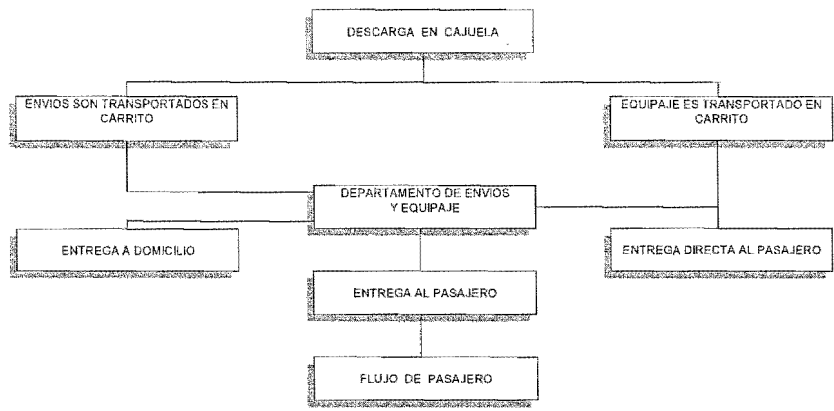 DESCARGA EN CAJUELA
ENVIOS SON TRANSPORTADOS EN
CARRITO
EQUIPAJE ES TRANSPORTADO EN
CARRITO
DEPARTAMENTO DE ENVIOS
Y EQUIPAJE
ENTREGA A DOMICILIO
ENTREGA DIRECTA AL PASAJERO
ENTREGA AL PASAJERO
FLUJO DE PASAJERO